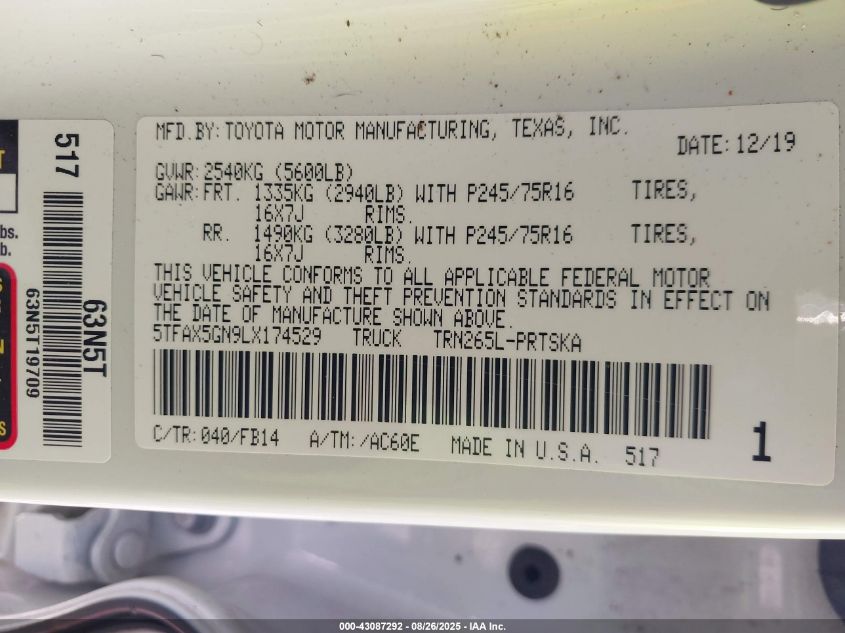 MFD.BY: TOYOTA MOTOR MANUFACTURING, TEXAS, INC.
DATE: 12/19
GVWR: 2540KG (5600LB)
GAWR: FRT. 1335KG (2940LB) WITH P245/75R16 TIRES,
16X7J RIMS.
RR. 1490KG (3280LB) WITH P245/75R16 TIRES,
16X7J RIMS.
THIS VEHICLE CONFORMS TO ALL APPLICABLE FEDERAL MOTOR
VEHICLE SAFETY AND THEFT PREVENTION STANDARDS IN EFFECT ON
THE DATE OF MANUFACTURE SHOWN ABOVE.
5TFAX5GN9LX174529 TRUCK TRN265L-PRTSKA
C/TR: 040/FB14 A/TM: /AC60E MADE IN U.S.A. 517
1
517
63N5T
63N5T19709
bs.
b.
000-43087292 - 08/26/2025 - IAA Inc.